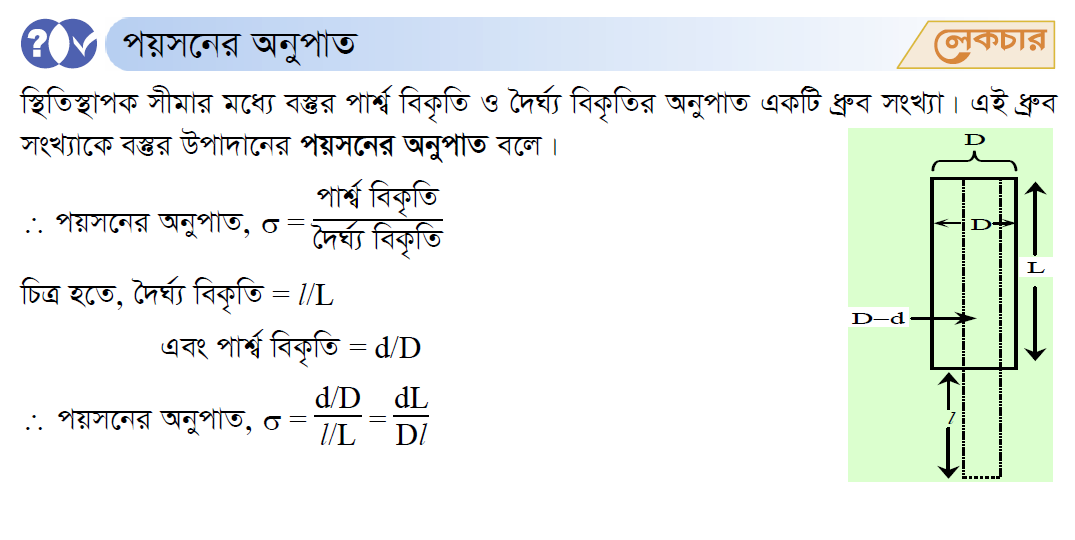 পয়সনের অনুপাত
লেকচার
স্থিতিস্থাপক সীমার মধ্যে বস্তুর পার্শ্ব বিকৃতি ও দৈর্ঘ্য বিকৃতির অনুপাত একটি ধ্রুব সংখ্যা। এই ধ্রুব
সংখ্যাকে বস্তুর উপাদানের পয়সনের অনুপাত বলে।
∴ পয়সনের অনুপাত, σ = পার্শ্ব বিকৃতি / দৈর্ঘ্য বিকৃতি
চিত্র হতে, দৈর্ঘ্য বিকৃতি = l/L
এবং পার্শ্ব বিকৃতি = d/D
∴ পয়সনের অনুপাত, σ = (d/D)/(l/L) = dL/Dl
D
D
L
D–d
l